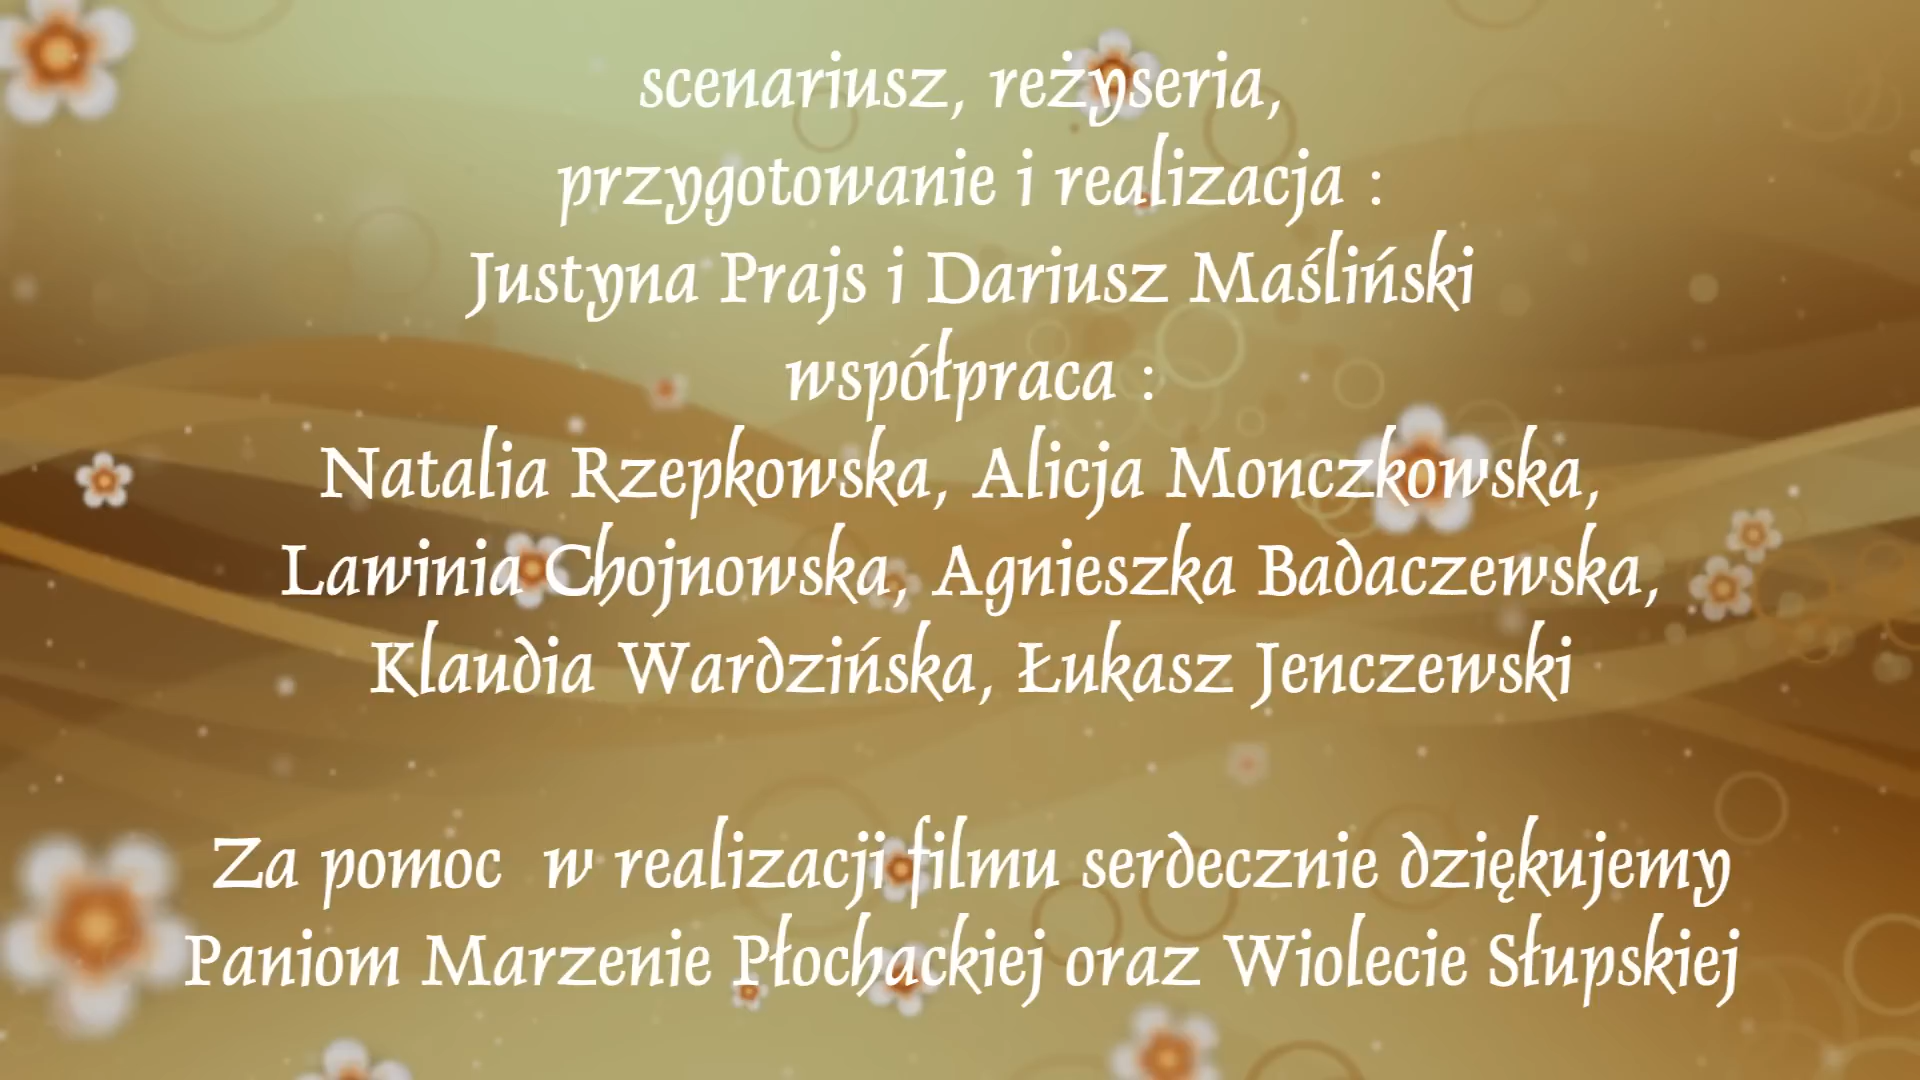 scenariusz, reżyseria,
przygotowanie i realizacja :
Justyna Prajs i Dariusz Maśliński
współpraca :
Natalia Rzepkowska, Alicja Monczkowska,
Lawinia Chojnowska, Agnieszka Badaczewska,
Klaudia Wardzińska, Łukasz Jenczewski
Za pomoc w realizacji filmu serdecznie dziękujemy
Paniom Marzenie Płochackiej oraz Wiolecie Słupskiej